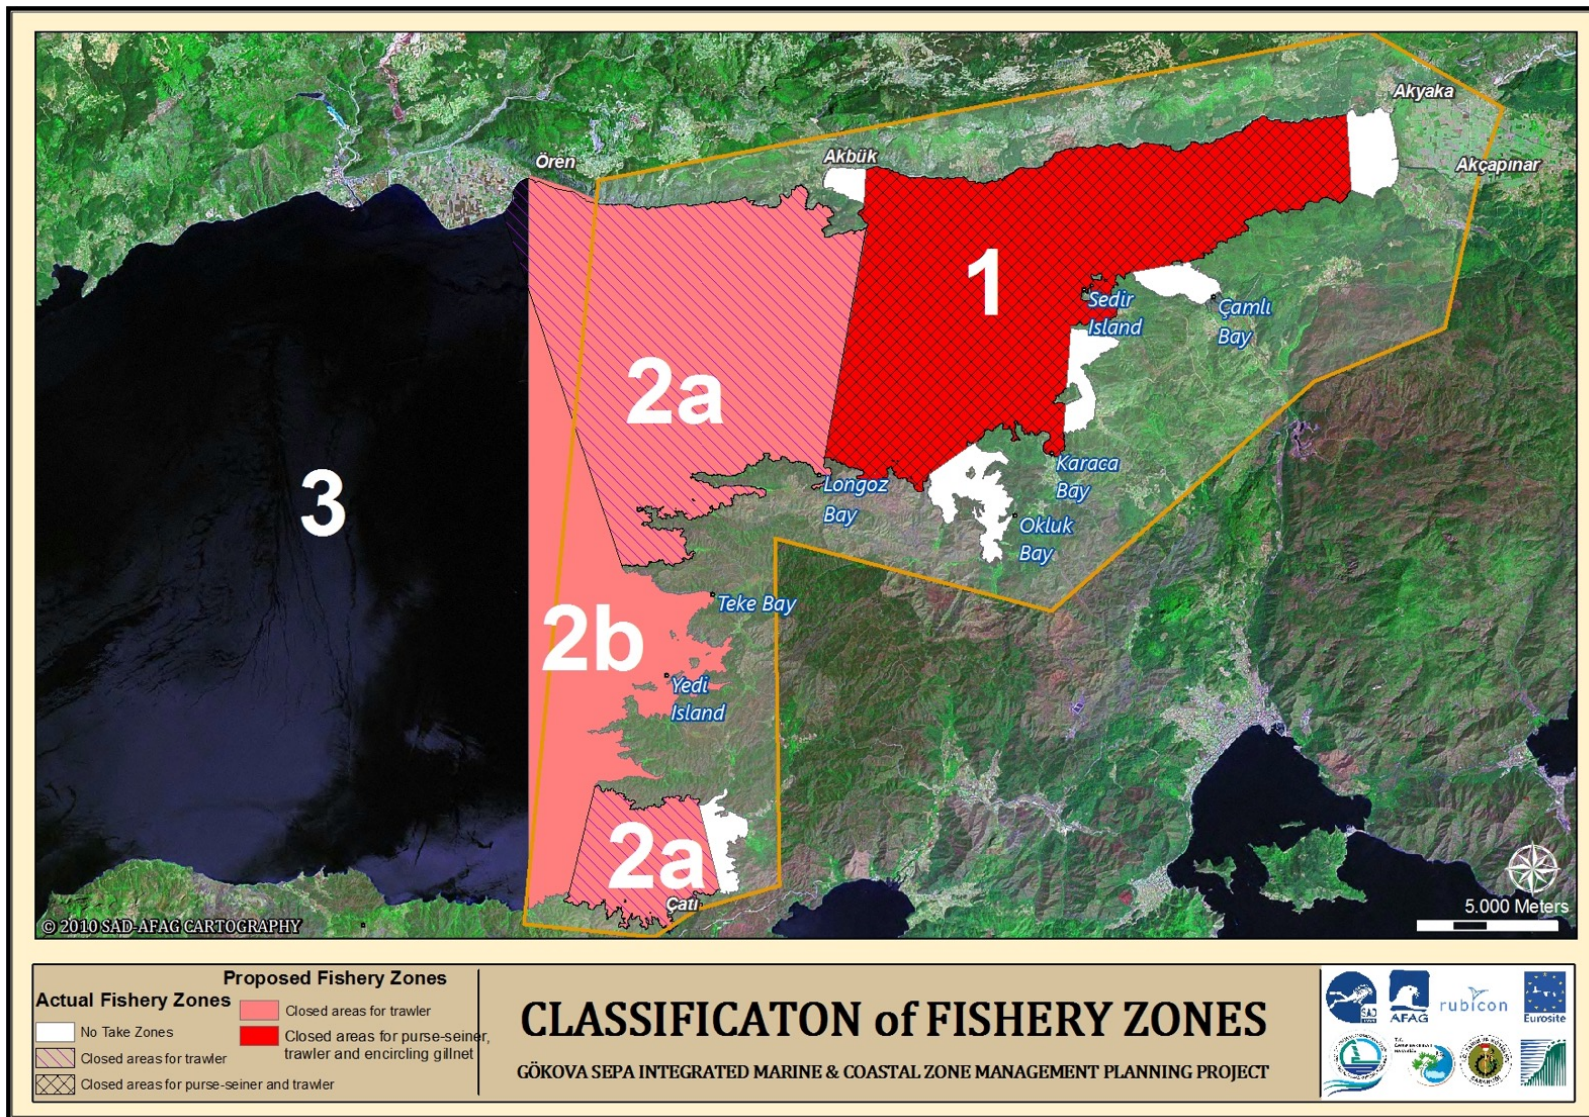 Akyaka
Ören
Akbük
Akçapınar
1
Sedir
Island
Çamlı
Bay
2a
3
Longoz
Bay
Karaca
Bay
Okluk
Bay
Teke Bay
2b
Yedi
Island
2a
Çatı
5.000 Meters
© 2010 SAD-AFAG CARTOGRAPHY
Actual Fishery Zones
No Take Zones
Closed areas for trawler
Closed areas for purse-seiner and trawler
Proposed Fishery Zones
Closed areas for trawler
Closed areas for purse-seiner,
trawler and encircling gillnet
CLASSIFICATON of FISHERY ZONES
GÖKOVA SEPA INTEGRATED MARINE & COASTAL ZONE MANAGEMENT PLANNING PROJECT
SAD
AFAG
rubicon
Eurosite